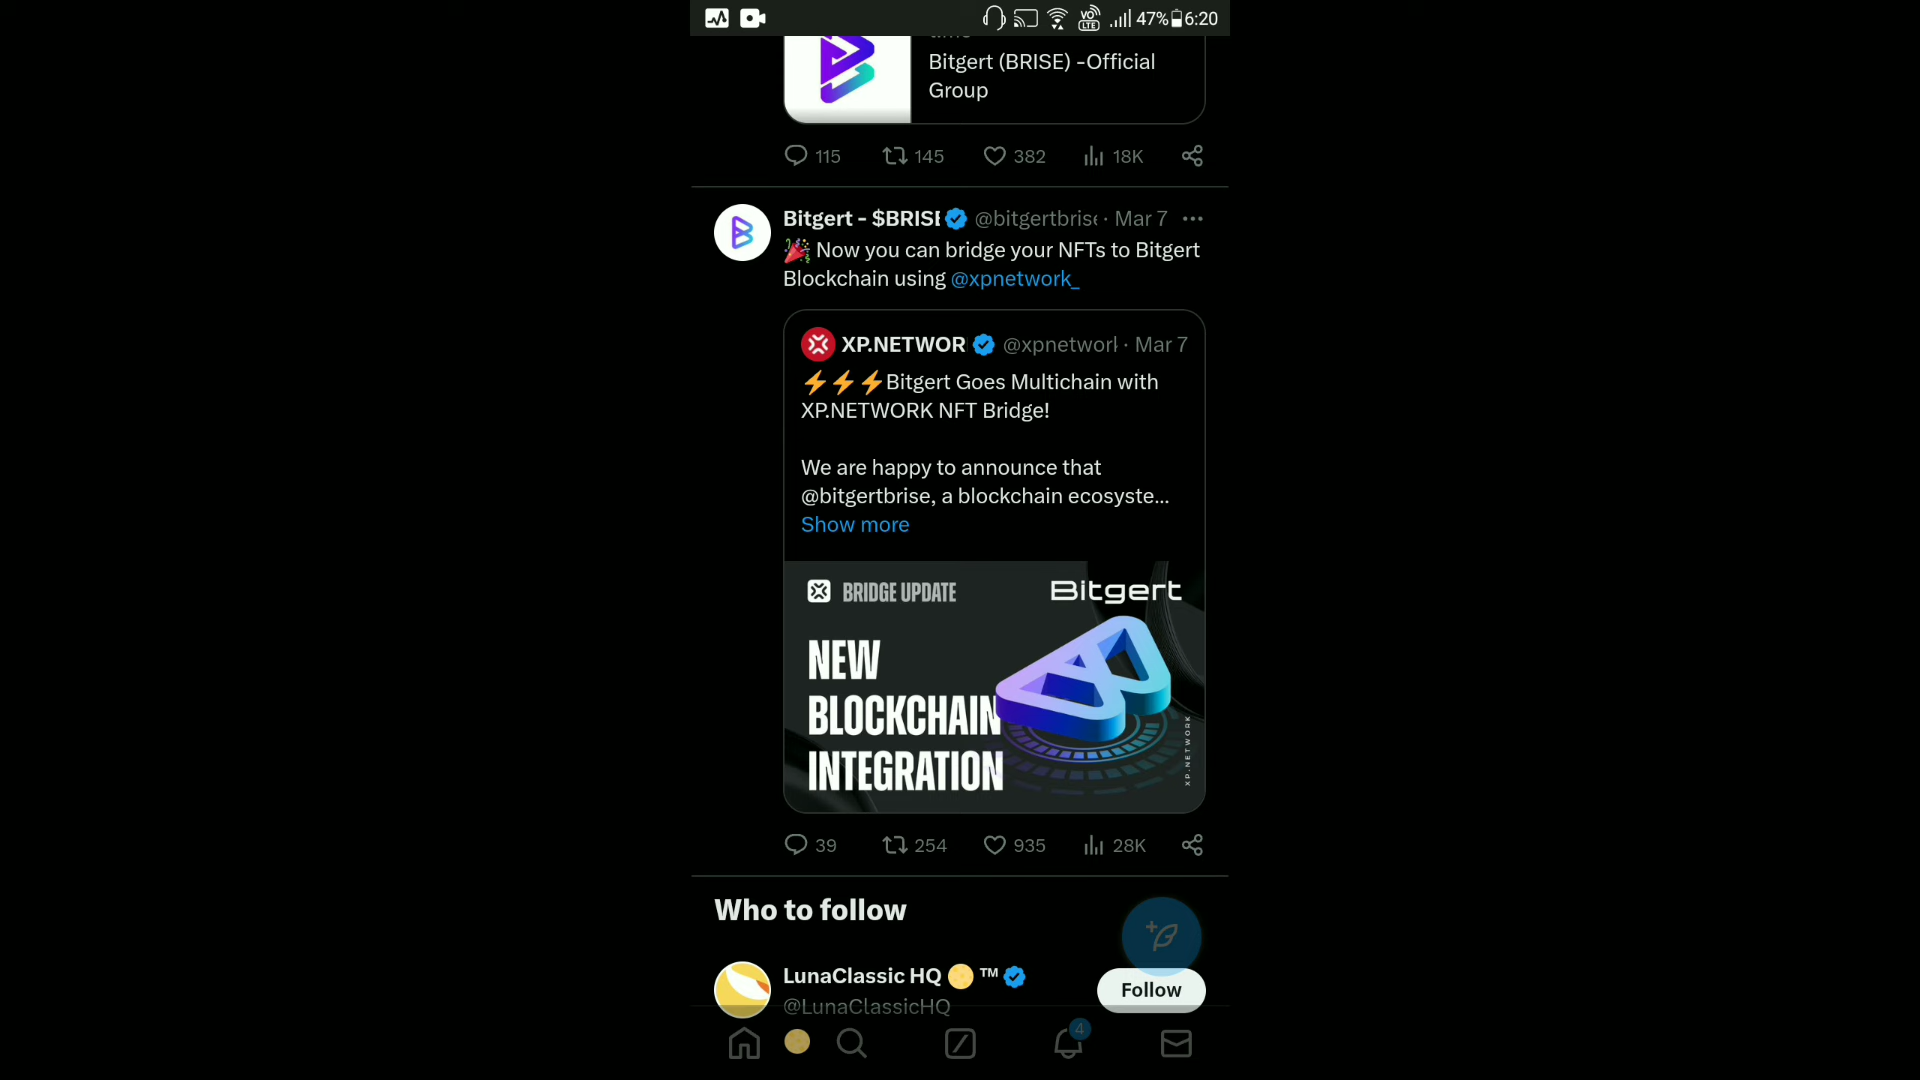 47% 6:20
Bitgert (BRISE) -Official
Group
115 145 382 18K
Bitgert - $BRISE @bitgertbrise · Mar 7
🎉 Now you can bridge your NFTs to Bitgert
Blockchain using @xpnetwork_
XP.NETWOR @xpnetworl · Mar 7
⚡⚡⚡Bitgert Goes Multichain with
XP.NETWORK NFT Bridge!
We are happy to announce that
@bitgertbrise, a blockchain ecosyste...
Show more
BRIDGE UPDATE
Bitgert
NEW
BLOCKCHAIN
INTEGRATION
XP.NETWORK
39 254 935 28K
Who to follow
LunaClassic HQ 🌕 ™
@LunaClassicHQ
Follow
4